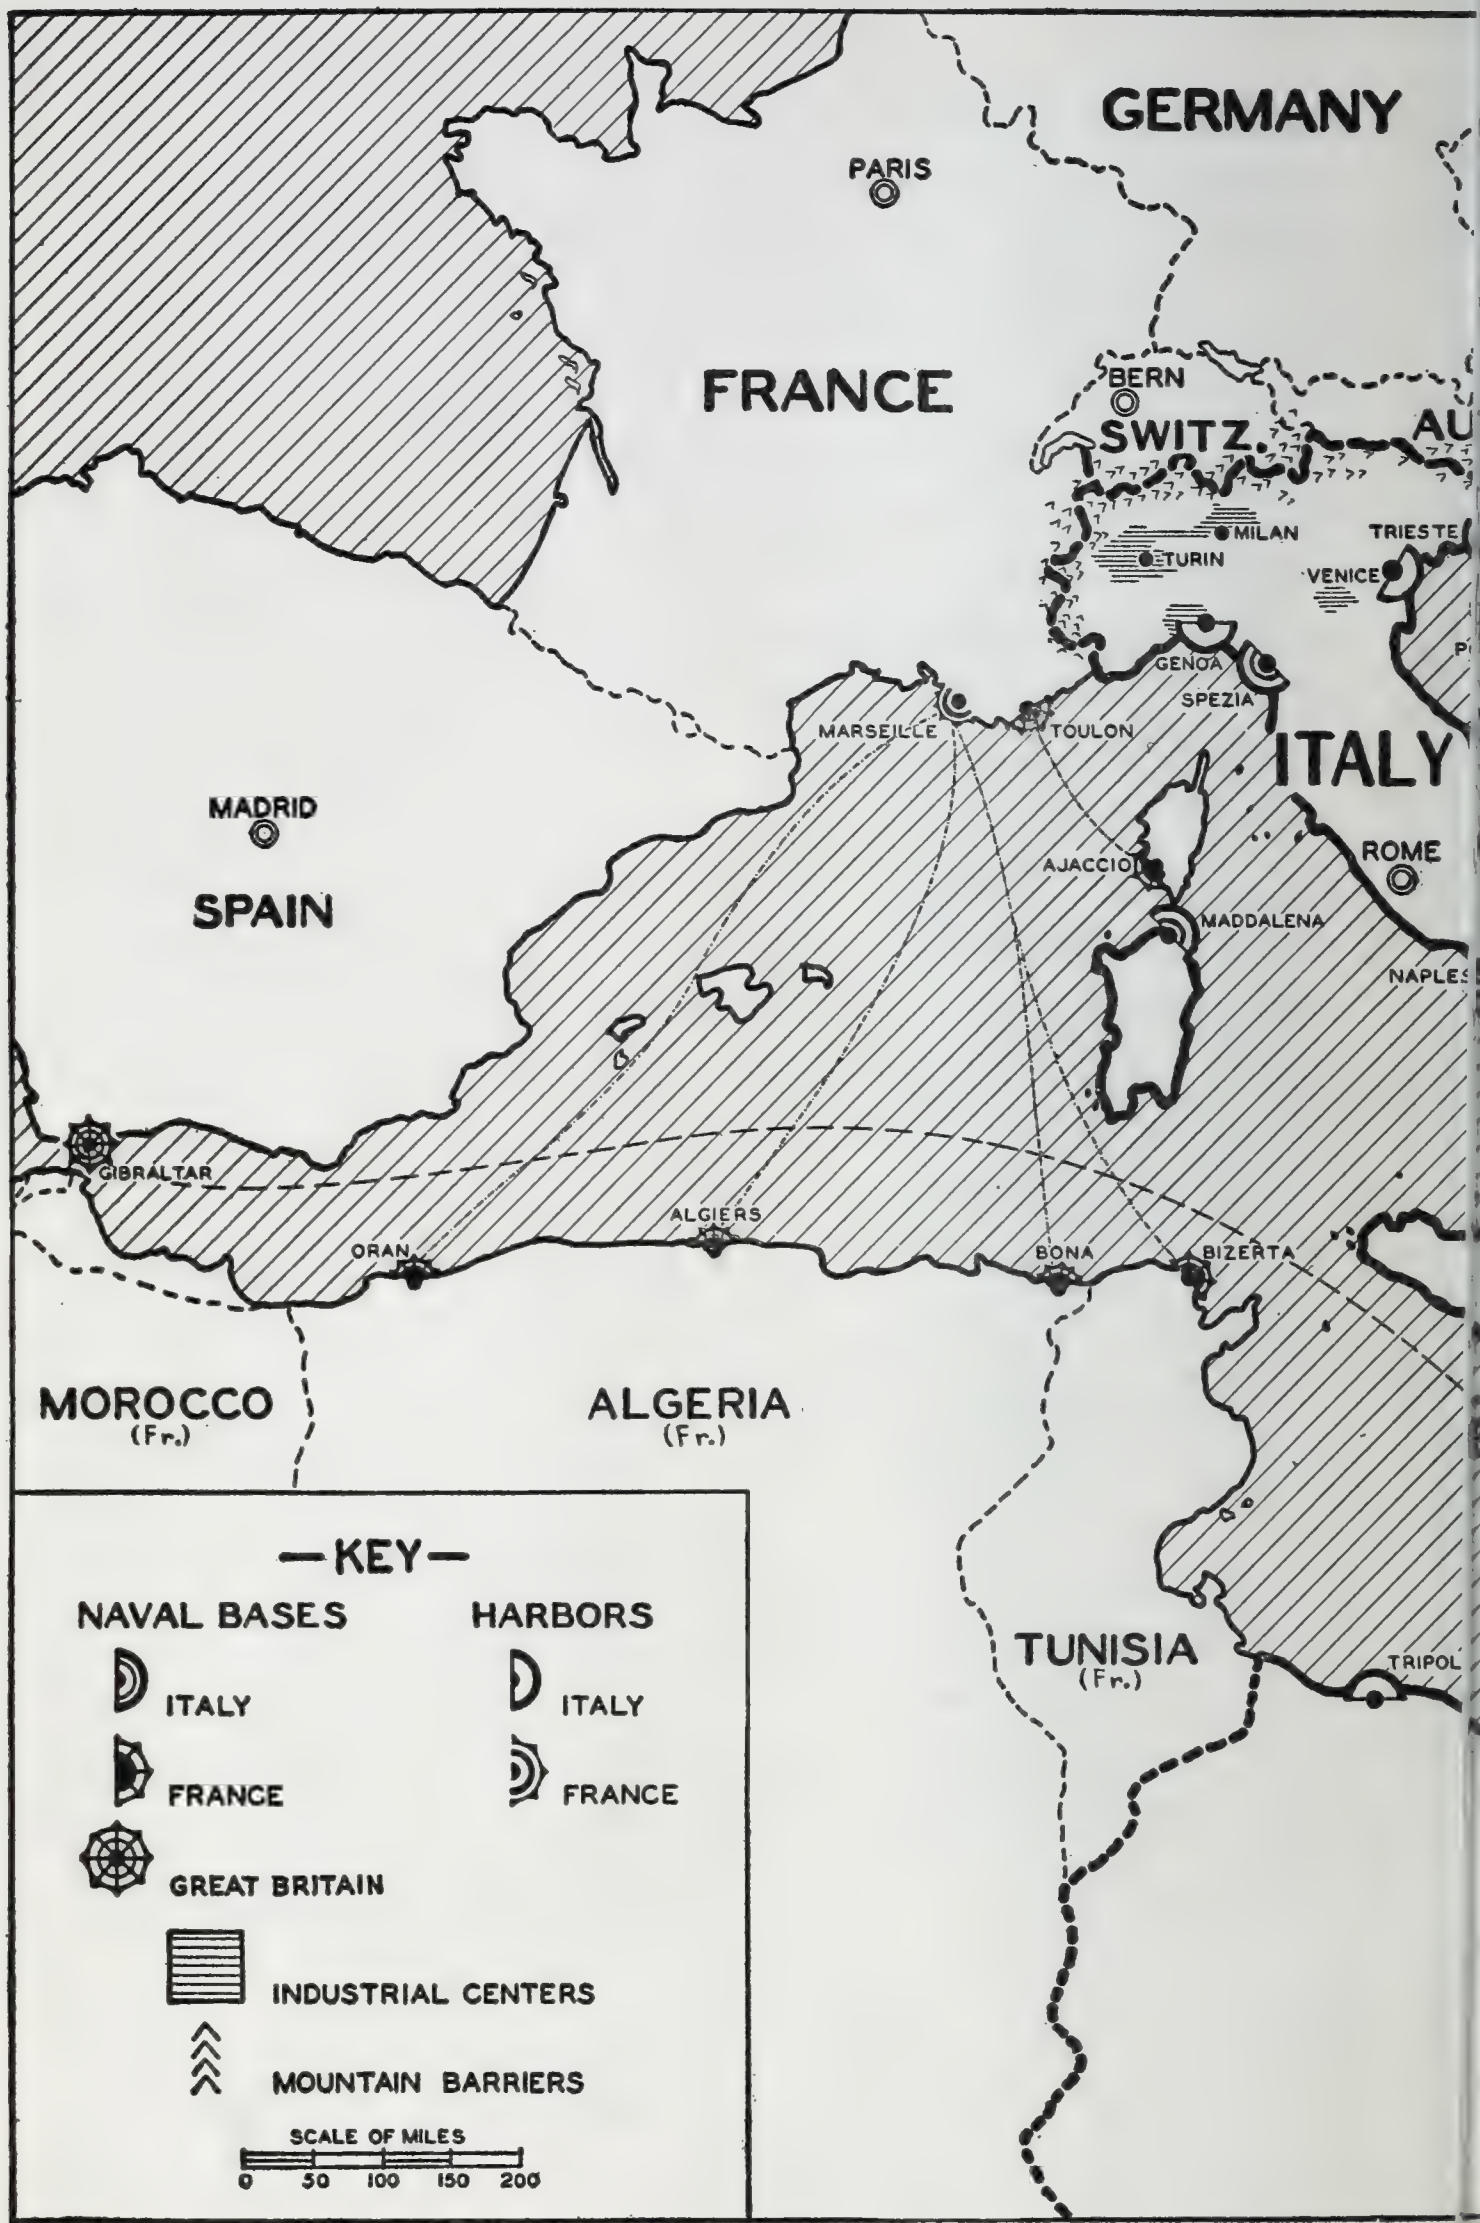 GERMANY
PARIS
FRANCE
BERN
SWITZ.
AU
MILAN
TRIESTE
TURIN
VENICE
GENOA
SPEZIA
MARSEILLE
TOULON
ITALY
MADRID
ROME
AJACCIO
SPAIN
MADDALENA
NAPLES
GIBRALTAR
ALGIERS
ORAN
BONA
BIZERTA
MOROCCO
(Fr.)
ALGERIA
(Fr.)
TUNISIA
(Fr.)
TRIPOL
—KEY—
NAVAL BASES
ITALY
FRANCE
GREAT BRITAIN
HARBORS
ITALY
FRANCE
INDUSTRIAL CENTERS
MOUNTAIN BARRIERS
SCALE OF MILES
0 50 100 150 200